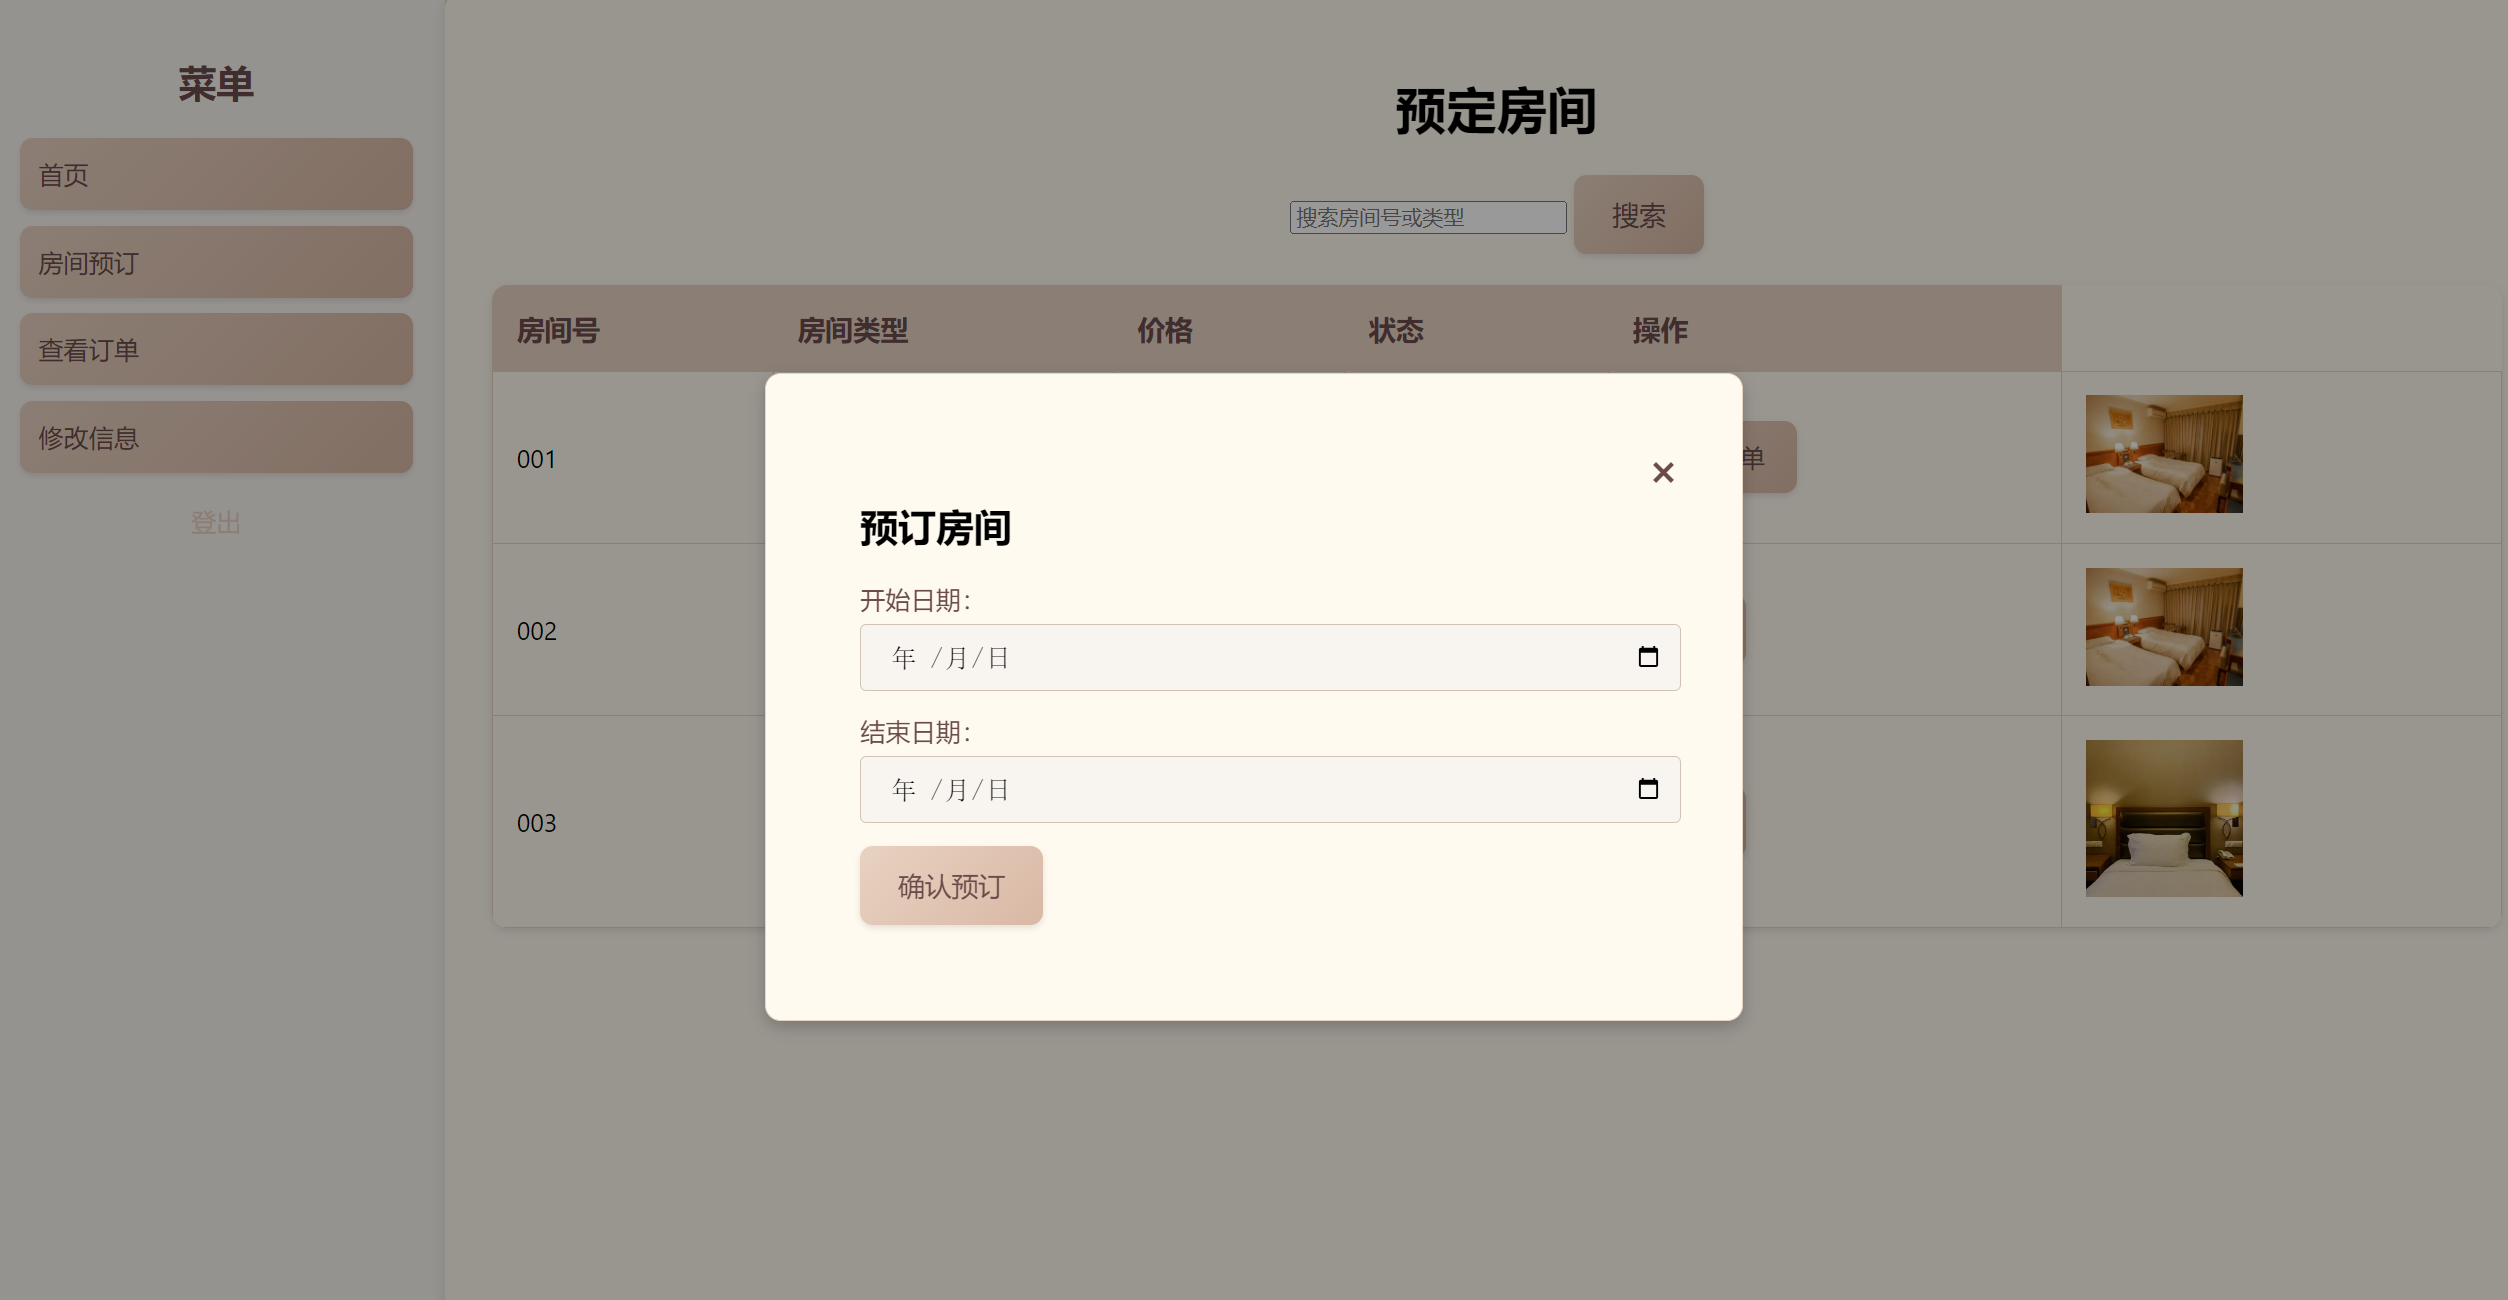 菜单
首页
房间预订
查看订单
修改信息
登出
预定房间
搜索房间号或类型 搜索
房间号 房间类型 价格 状态 操作
001 单
002
003
×
预订房间
开始日期：
年 /月/日
结束日期：
年 /月/日
确认预订